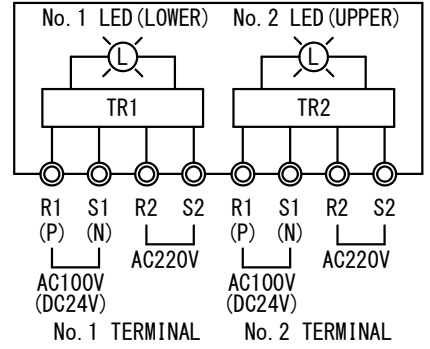 No. 1 LED(LOWER) No. 2 LED(UPPER)
L L
TR1 TR2
R1 S1 R2 S2 R1 S1 R2 S2
(P) (N) (P) (N)
AC220V AC220V
AC100V AC100V
(DC24V) (DC24V)
No. 1 TERMINAL No. 2 TERMINAL